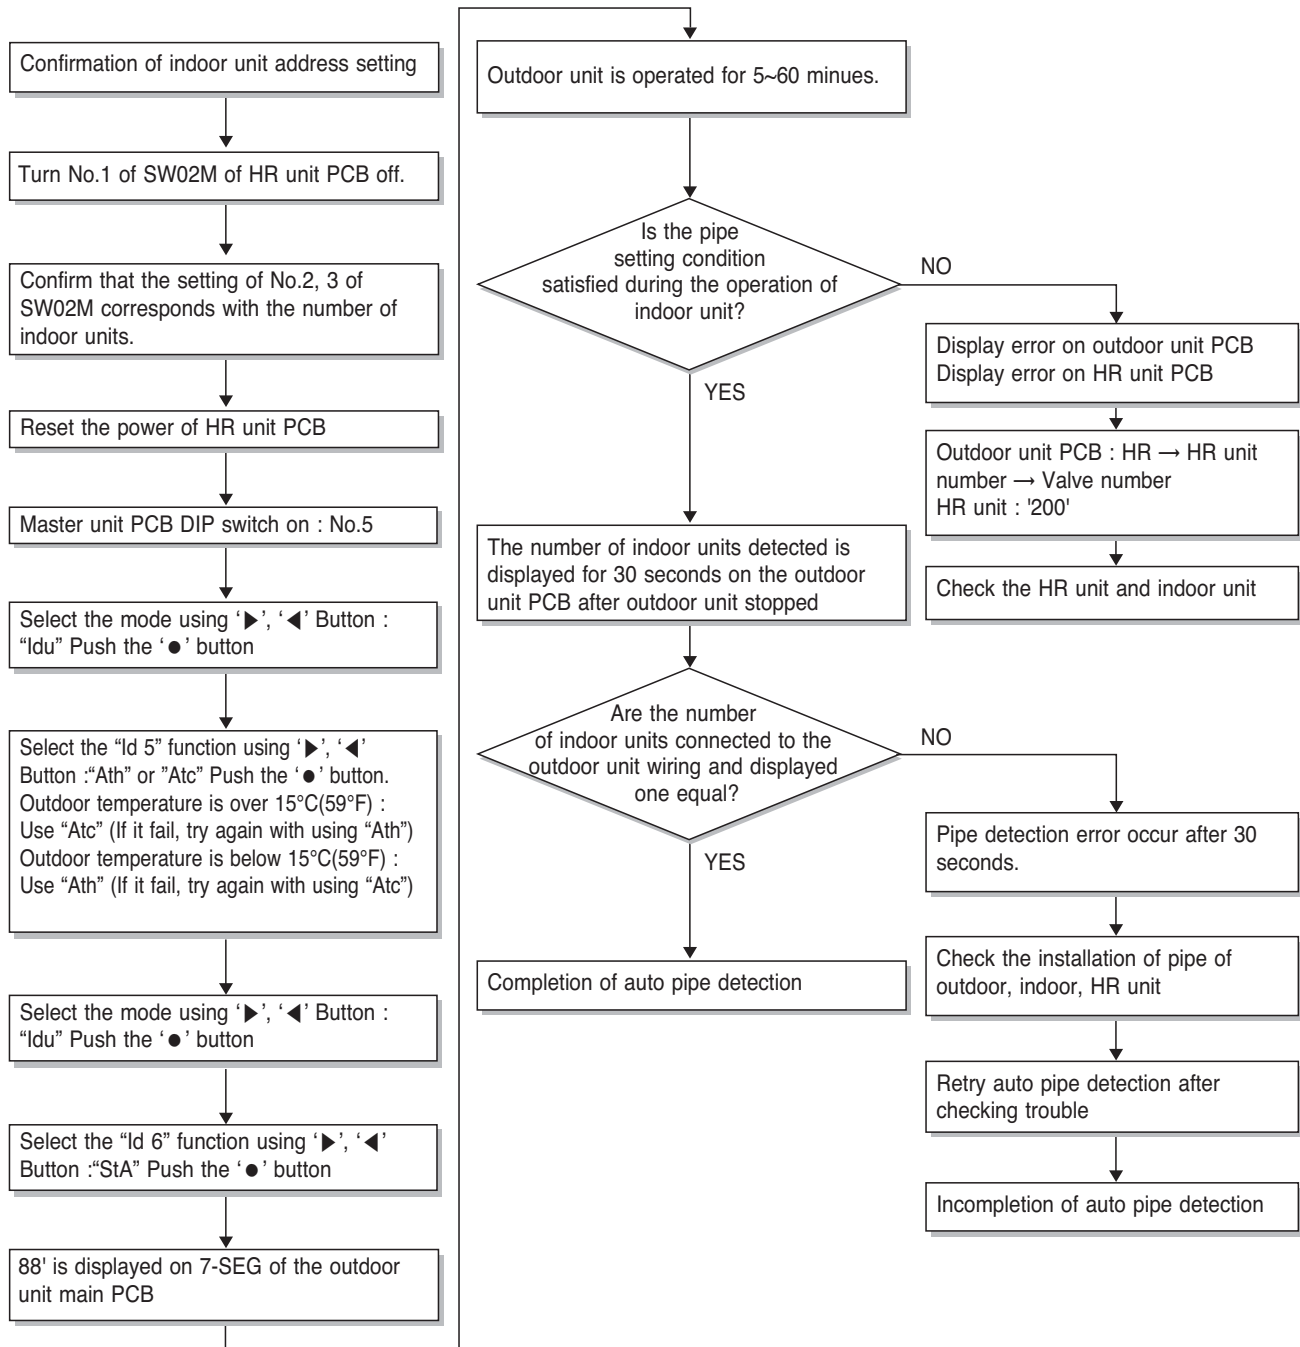 Confirmation of indoor unit address setting
Turn No.1 of SW02M of HR unit PCB off.
Confirm that the setting of No.2, 3 of
SW02M corresponds with the number of
indoor units.
Reset the power of HR unit PCB
Master unit PCB DIP switch on : No.5
Select the mode using ‘▶’, ‘◀’ Button :
“Idu” Push the ‘●’ button
Select the “Id 5” function using ‘▶’, ‘◀’
Button :“Ath” or ”Atc” Push the ‘●’ button.
Outdoor temperature is over 15°C(59°F) :
Use “Atc” (If it fail, try again with using “Ath”)
Outdoor temperature is below 15°C(59°F) :
Use “Ath” (If it fail, try again with using “Atc”)
Select the mode using ‘▶’, ‘◀’ Button :
“Idu” Push the ‘●’ button
Select the “Id 6” function using ‘▶’, ‘◀’
Button :“StA” Push the ‘●’ button
88' is displayed on 7-SEG of the outdoor
unit main PCB
Outdoor unit is operated for 5~60 minues.
Is the pipe
setting condition
satisfied during the operation of
indoor unit?
NO
YES
Display error on outdoor unit PCB
Display error on HR unit PCB
Outdoor unit PCB : HR → HR unit
number → Valve number
HR unit : '200'
Check the HR unit and indoor unit
The number of indoor units detected is
displayed for 30 seconds on the outdoor
unit PCB after outdoor unit stopped
Are the number
of indoor units connected to the
outdoor unit wiring and displayed
one equal?
NO
YES
Pipe detection error occur after 30
seconds.
Check the installation of pipe of
outdoor, indoor, HR unit
Retry auto pipe detection after
checking trouble
Incompletion of auto pipe detection
Completion of auto pipe detection